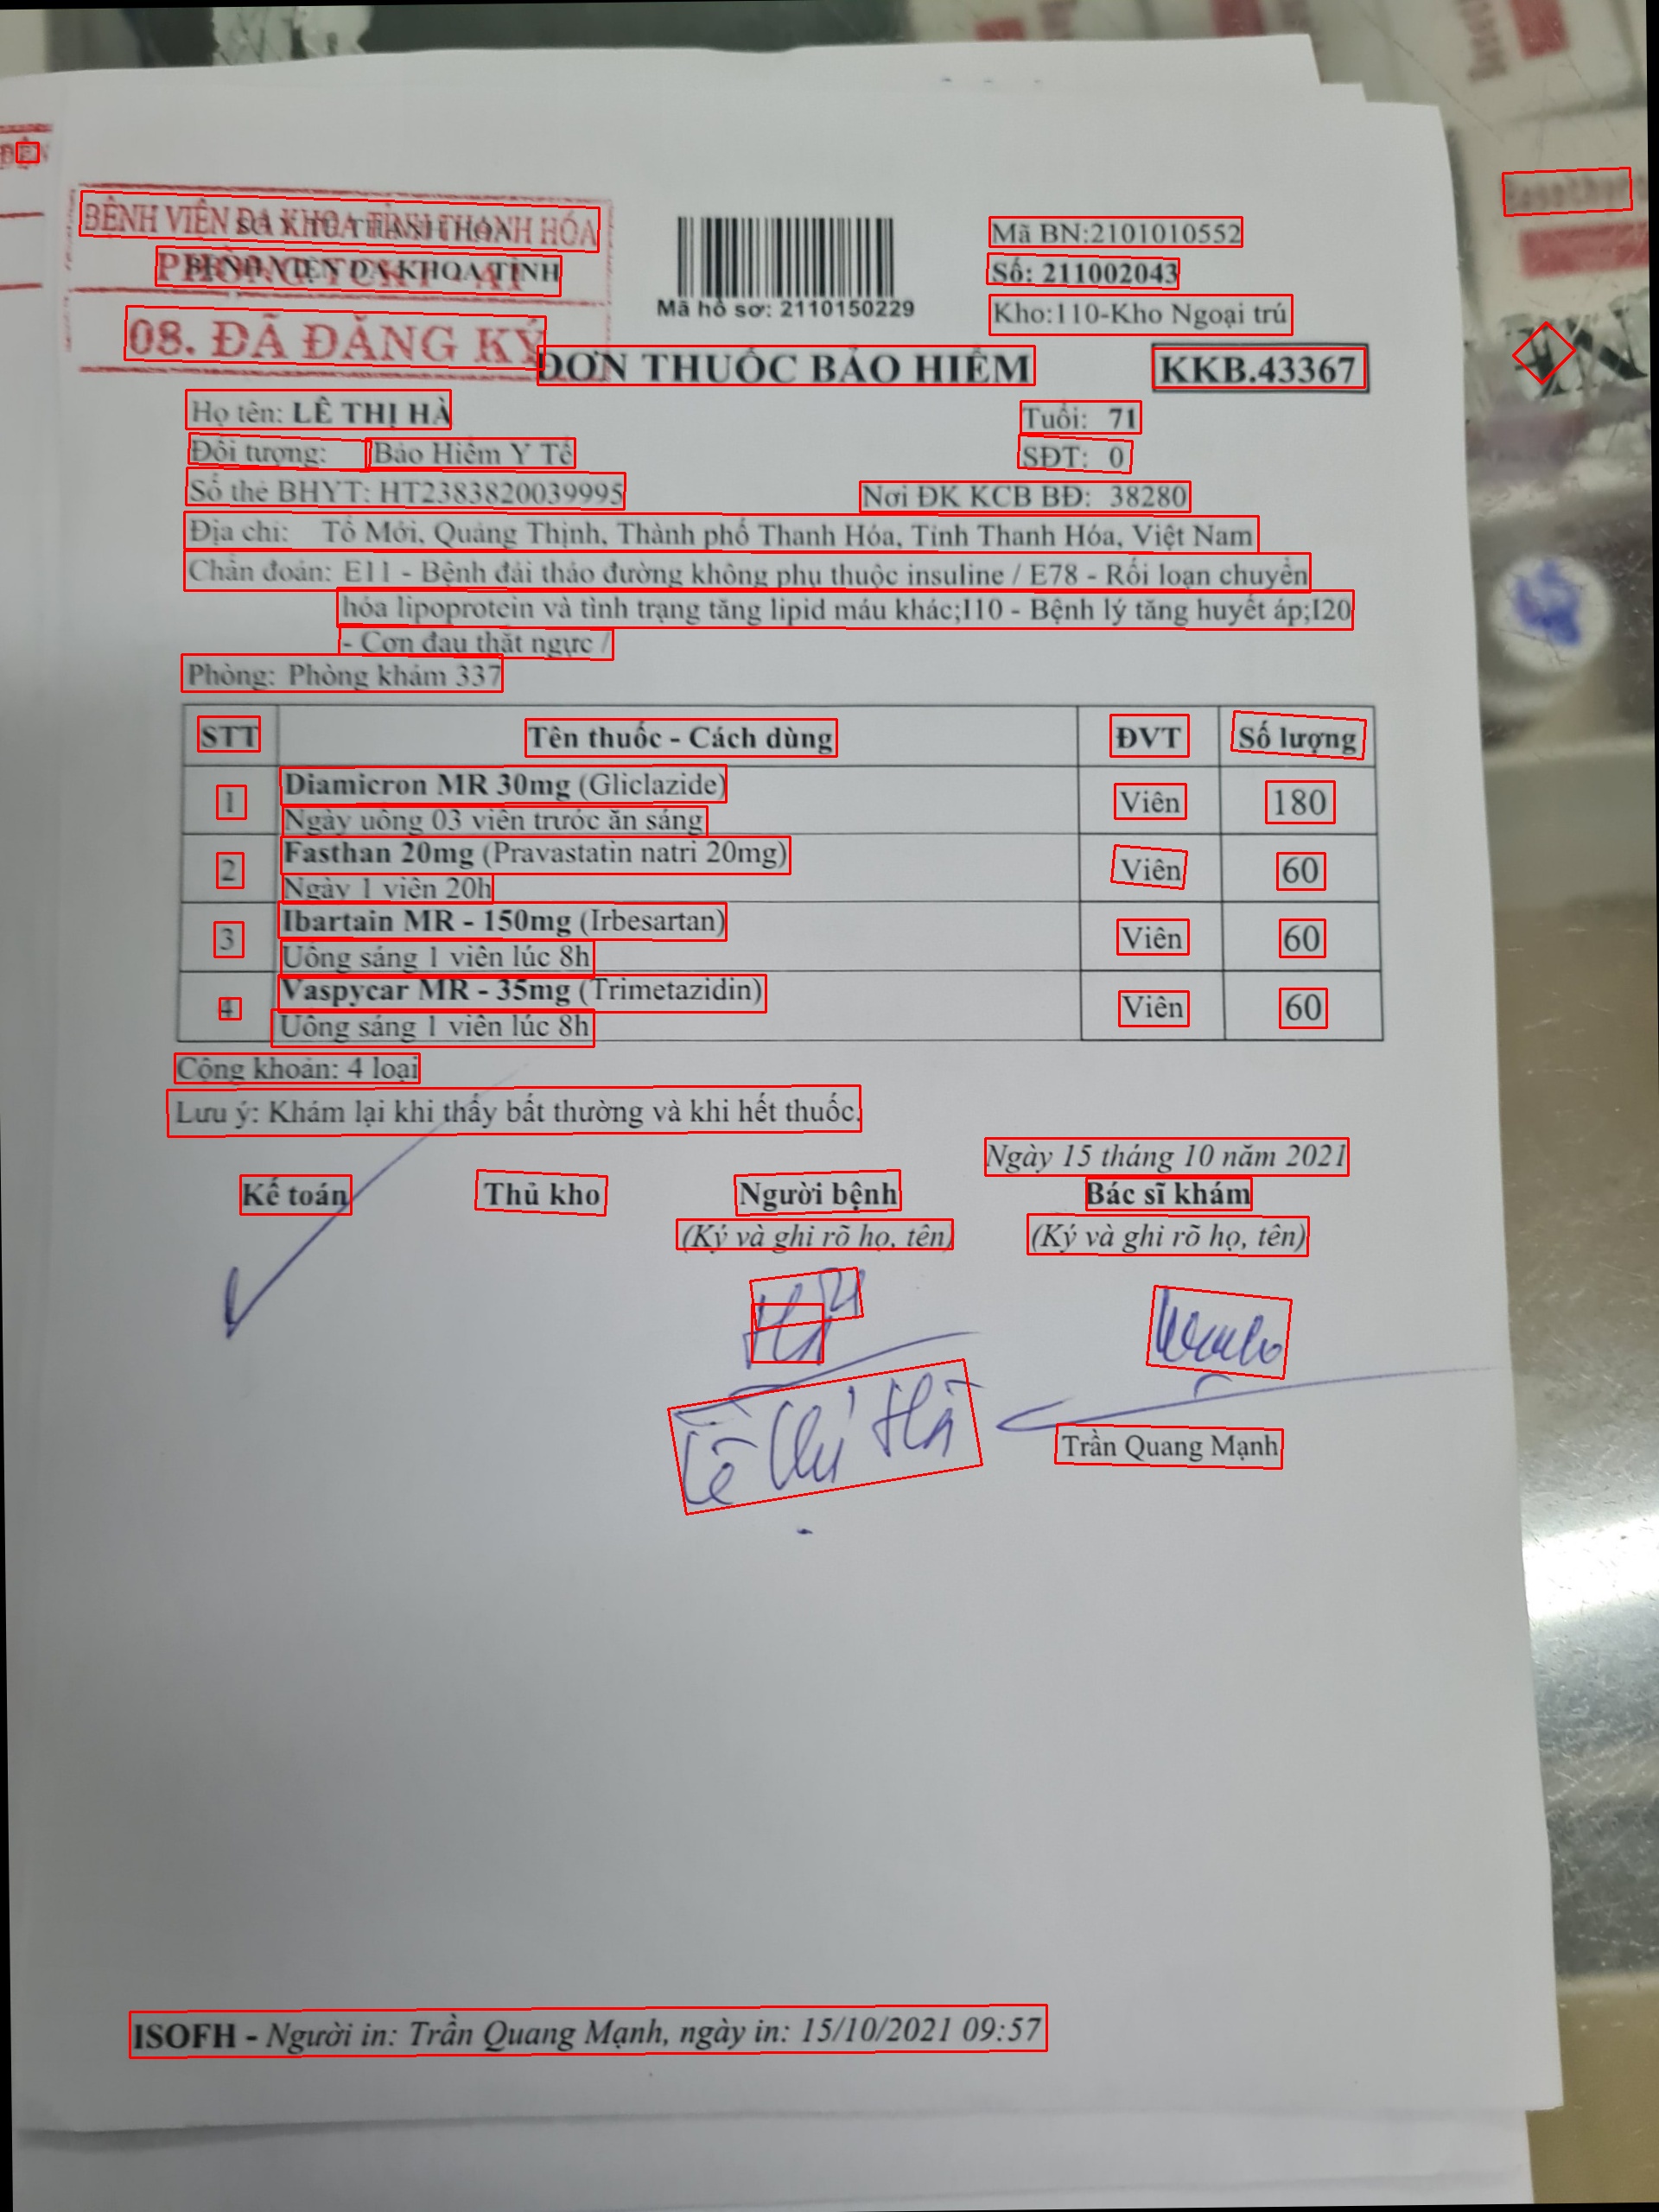 BỆNH VIỆN ĐA KHOA TỈNH THANH HÓA
SỞ Y TẾ THANH HÓA
BỆNH VIỆN ĐA KHOA TỈNH
08. ĐÃ ĐĂNG KÝ
Mã hồ sơ: 2110150229
Mã BN:2101010552
Số: 211002043
Kho:110-Kho Ngoại trú
ĐƠN THUỐC BẢO HIỂM
KKB.43367
Họ tên: LÊ THỊ HÀ Tuổi: 71
Đối tượng: Bảo Hiểm Y Tế SĐT: 0
Số thẻ BHYT: HT2383820039995 Nơi ĐK KCB BĐ: 38280
Địa chỉ: Tổ Mới, Quảng Thịnh, Thành phố Thanh Hóa, Tỉnh Thanh Hóa, Việt Nam
Chẩn đoán: E11 - Bệnh đái tháo đường không phụ thuộc insuline / E78 - Rối loạn chuyển
hóa lipoprotein và tình trạng tăng lipid máu khác;I10 - Bệnh lý tăng huyết áp;I20
- Cơn đau thắt ngực /
Phòng: Phòng khám 337
STT Tên thuốc - Cách dùng ĐVT Số lượng
1 Diamicron MR 30mg (Gliclazide) Viên 180
Ngày uống 03 viên trước ăn sáng
2 Fasthan 20mg (Pravastatin natri 20mg) Viên 60
Ngày 1 viên 20h
3 Ibartain MR - 150mg (Irbesartan) Viên 60
Uống sáng 1 viên lúc 8h
4 Vaspycar MR - 35mg (Trimetazidin) Viên 60
Uống sáng 1 viên lúc 8h
Cộng khoản: 4 loại
Lưu ý: Khám lại khi thấy bất thường và khi hết thuốc.
Ngày 15 tháng 10 năm 2021
Kế toán Thủ kho Người bệnh Bác sĩ khám
(Ký và ghi rõ họ, tên) (Ký và ghi rõ họ, tên)
Hà
Lê Thị Hà
Trần Quang Mạnh
ISOFH - Người in: Trần Quang Mạnh, ngày in: 15/10/2021 09:57